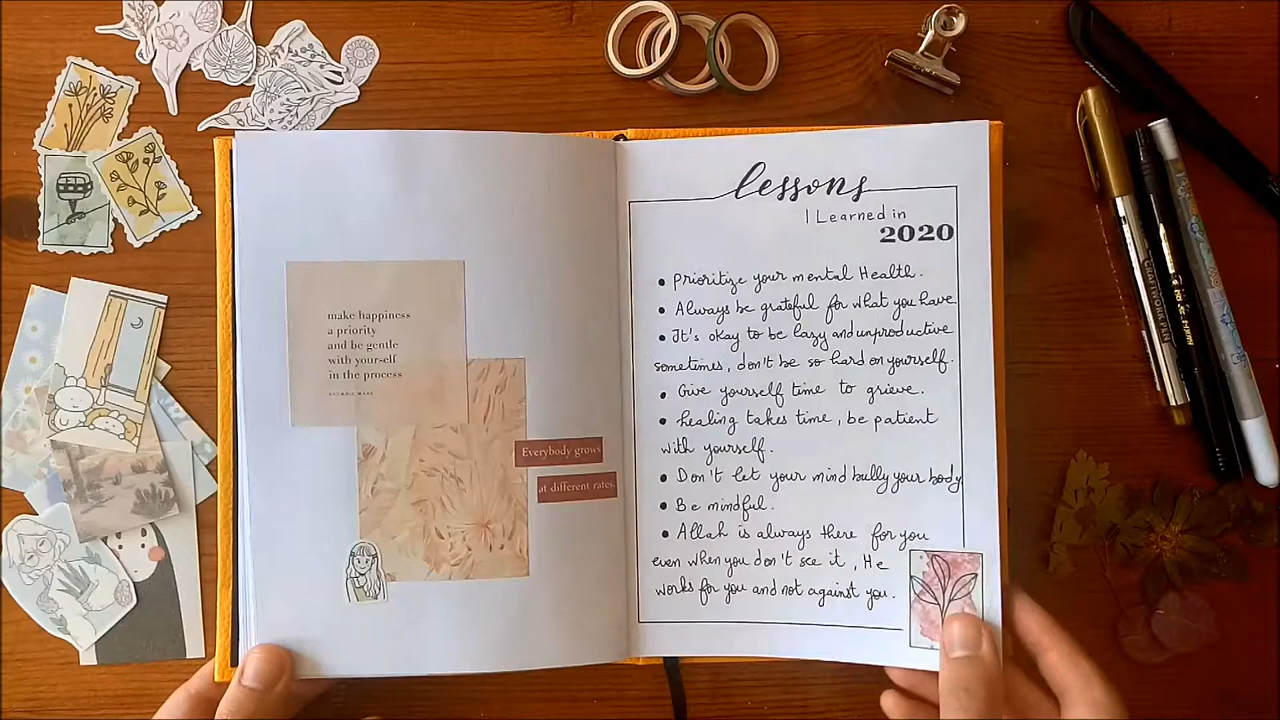 make happiness
a priority
and be gentle
with yourself
in the process
Everybody grows
at different rates.
lessons
I Learned in
2020
• Prioritize your mental Health.
• Always be grateful for what you have
• It's okay to be lazy and unproductive
sometimes, don't be so hard on yourself.
• Give yourself time to grieve.
• healing takes time, be patient
with yourself.
• Don't let your mind bully your body
• Be mindful.
• Allah is always there for you
even when you don't see it, He
works for you and not against you.
CRAFTWORK PEN